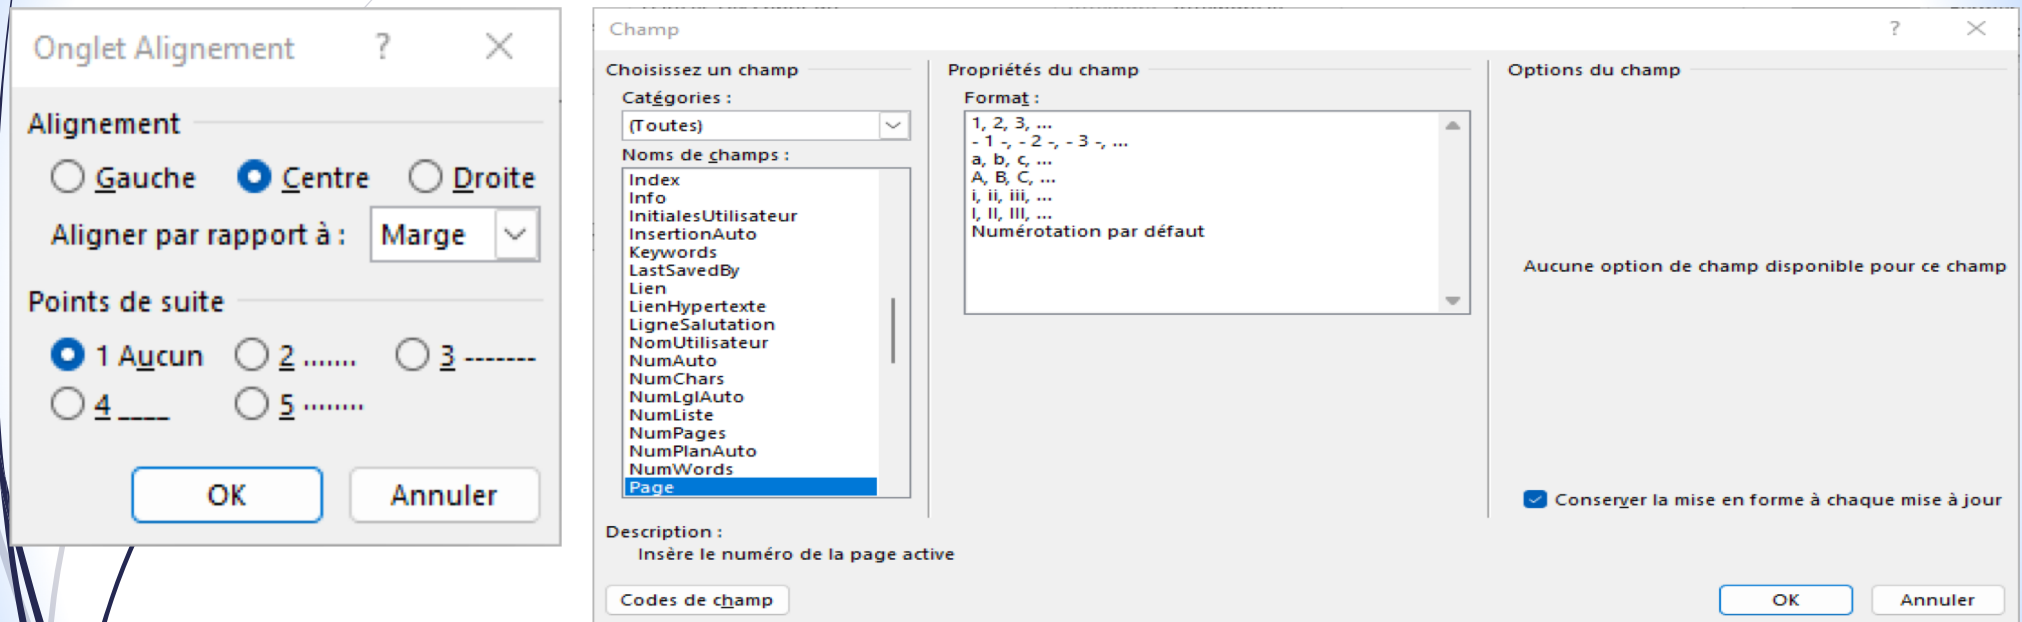 Onglet Alignement ? ×
Alignement
Gauche Centre Droite
Aligner par rapport à : Marge
Points de suite
1 Aucun 2 ....... 3 -------
4 ____ 5 ········
OK Annuler
Champ ? ×
Choisissez un champ
Catégories :
(Toutes)
Noms de champs :
Index
Info
InitialesUtilisateur
InsertionAuto
Keywords
LastSavedBy
Lien
LienHypertexte
LigneSalutation
NomUtilisateur
NumAuto
NumChars
NumLglAuto
NumListe
NumPages
NumPlanAuto
NumWords
Page
Propriétés du champ
Format :
1, 2, 3, ...
- 1 -, - 2 -, - 3 -, ...
a, b, c, ...
A, B, C, ...
i, ii, iii, ...
I, II, III, ...
Numérotation par défaut
Options du champ
Aucune option de champ disponible pour ce champ
Conserver la mise en forme à chaque mise à jour
Description :
Insère le numéro de la page active
Codes de champ
OK Annuler